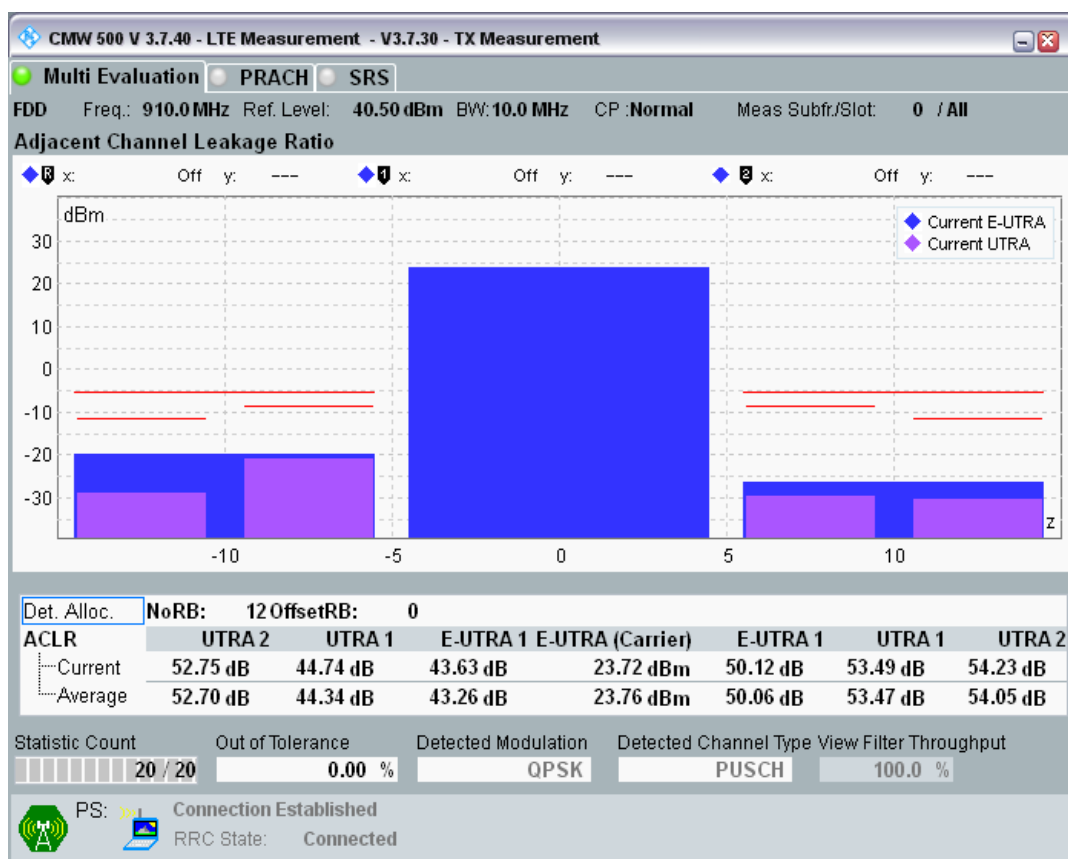 CMW 500 V 3.7.40 - LTE Measurement - V3.7.30 - TX Measurement
Multi Evaluation PRACH SRS
FDD Freq.: 910.0 MHz Ref. Level: 40.50 dBm BW: 10.0 MHz CP :Normal Meas Subfr./Slot: 0 / All
Adjacent Channel Leakage Ratio
R x: Off y: --- 1 x: Off y: --- 2 x: Off y: ---
dBm
Current E-UTRA
Current UTRA
30
20
10
0
-10
-20
-30
z
-10 -5 0 5 10
Det. Alloc. NoRB: 12 OffsetRB: 0
ACLR UTRA 2 UTRA 1 E-UTRA 1 E-UTRA (Carrier) E-UTRA 1 UTRA 1 UTRA 2
Current 52.75 dB 44.74 dB 43.63 dB 23.72 dBm 50.12 dB 53.49 dB 54.23 dB
Average 52.70 dB 44.34 dB 43.26 dB 23.76 dBm 50.06 dB 53.47 dB 54.05 dB
Statistic Count Out of Tolerance Detected Modulation Detected Channel Type View Filter Throughput
20 / 20 0.00 % QPSK PUSCH 100.0 %
PS: Connection Established
RRC State: Connected